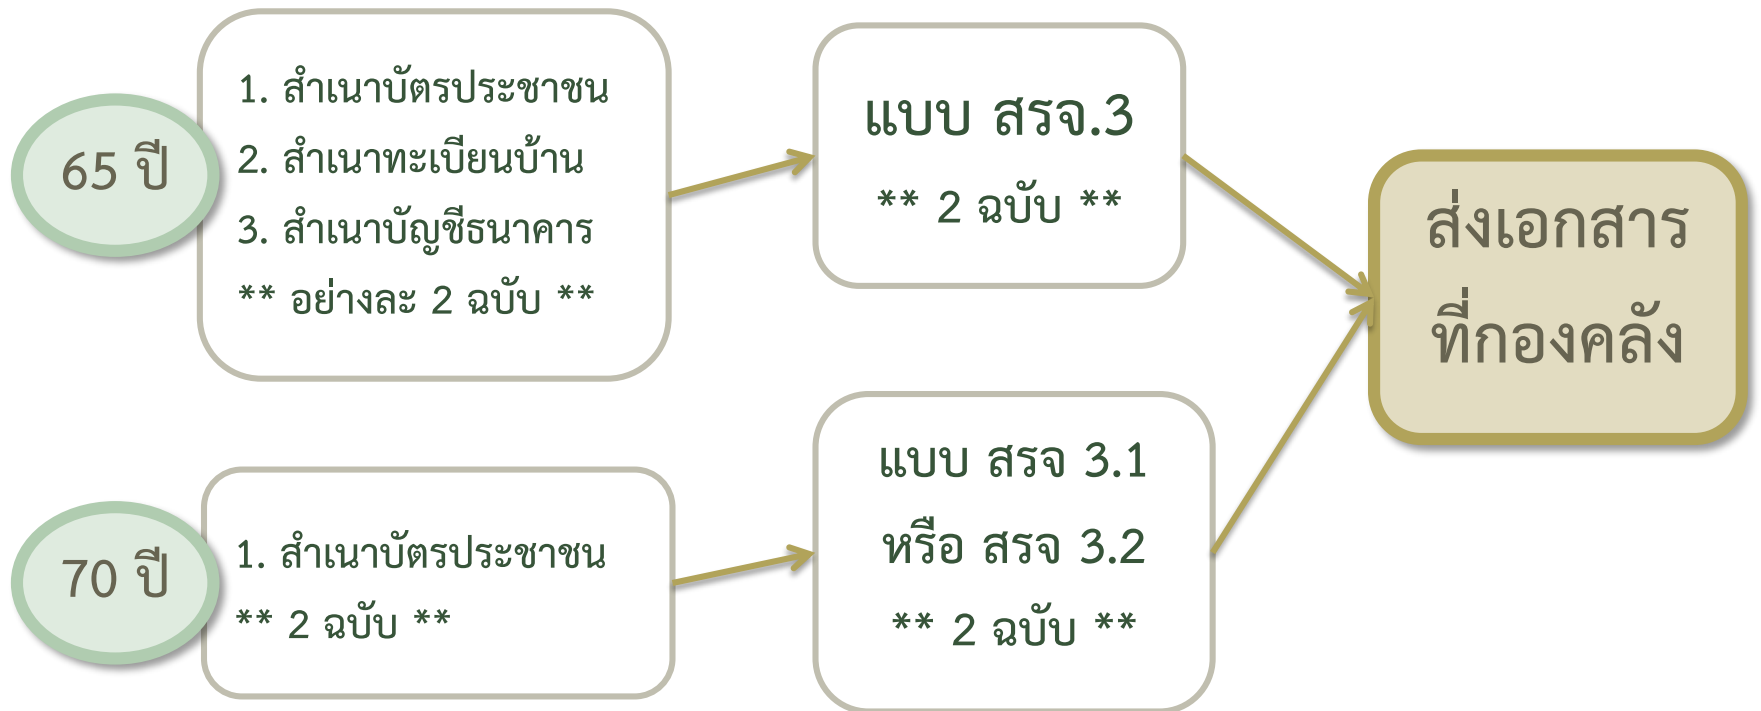 65 ปี
1. สำเนาบัตรประชาชน
2. สำเนาทะเบียนบ้าน
3. สำเนาบัญชีธนาคาร
** อย่างละ 2 ฉบับ **
แบบ สรจ.3
** 2 ฉบับ **
70 ปี
1. สำเนาบัตรประชาชน
** 2 ฉบับ **
แบบ สรจ 3.1
หรือ สรจ 3.2
** 2 ฉบับ **
ส่งเอกสาร
ที่กองคลัง